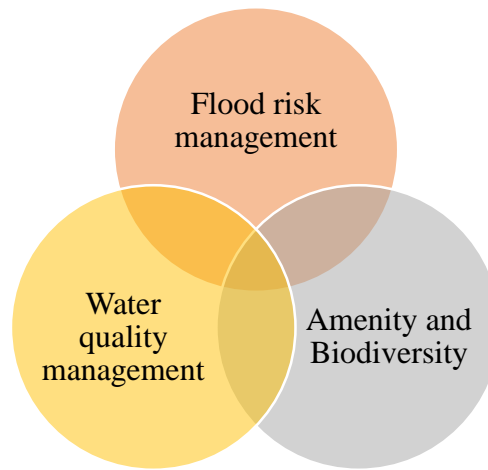 Flood risk
management
Water
quality
management
Amenity and
Biodiversity